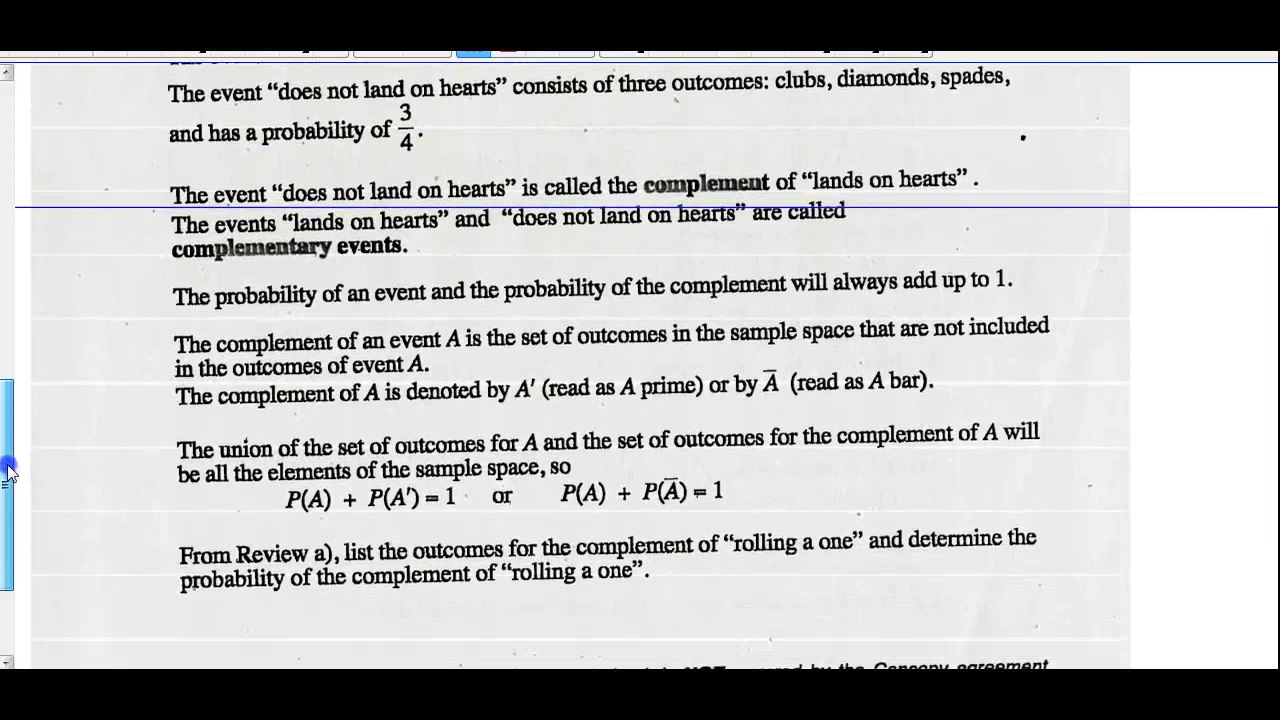 The event “does not land on hearts” consists of three outcomes: clubs, diamonds, spades,
and has a probability of 3/4.
The event “does not land on hearts” is called the complement of “lands on hearts” .
The events “lands on hearts” and “does not land on hearts” are called
complementary events.
The probability of an event and the probability of the complement will always add up to 1.
The complement of an event A is the set of outcomes in the sample space that are not included
in the outcomes of event A.
The complement of A is denoted by A′ (read as A prime) or by A̅ (read as A bar).
The union of the set of outcomes for A and the set of outcomes for the complement of A will
be all the elements of the sample space, so
P(A) + P(A′) = 1 or P(A) + P(A̅) = 1
From Review a), list the outcomes for the complement of “rolling a one” and determine the
probability of the complement of “rolling a one”.
NOT by the Cancopy agreement